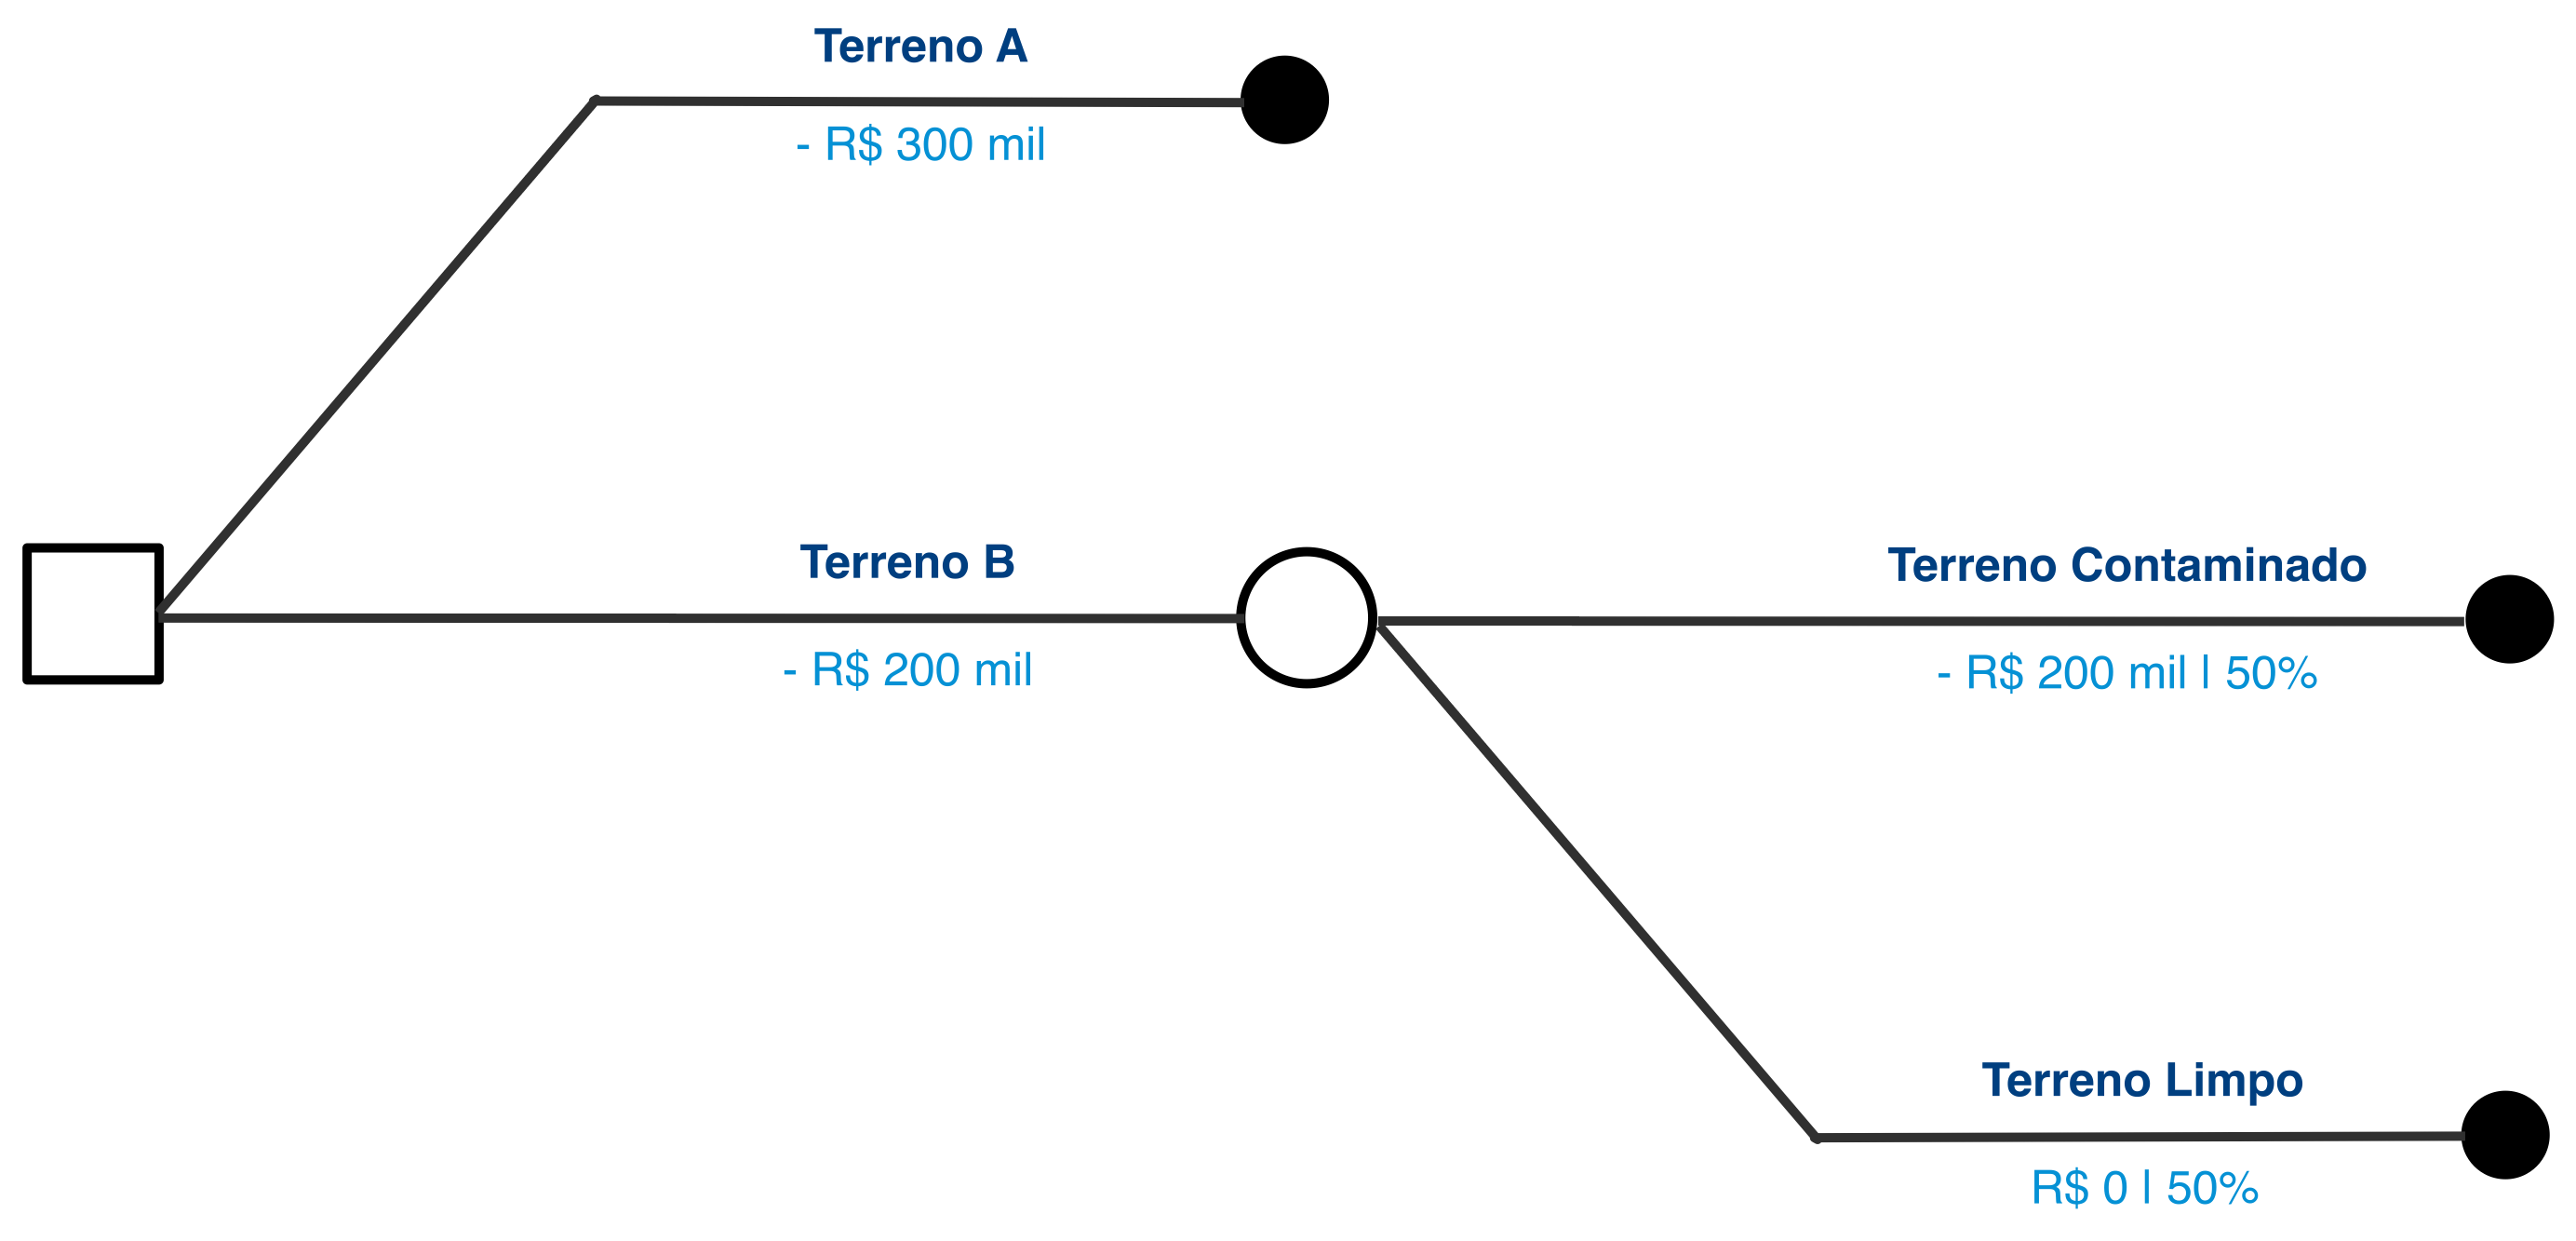 Terreno A
- R$ 300 mil
Terreno B
- R$ 200 mil
Terreno Contaminado
- R$ 200 mil | 50%
Terreno Limpo
R$ 0 | 50%